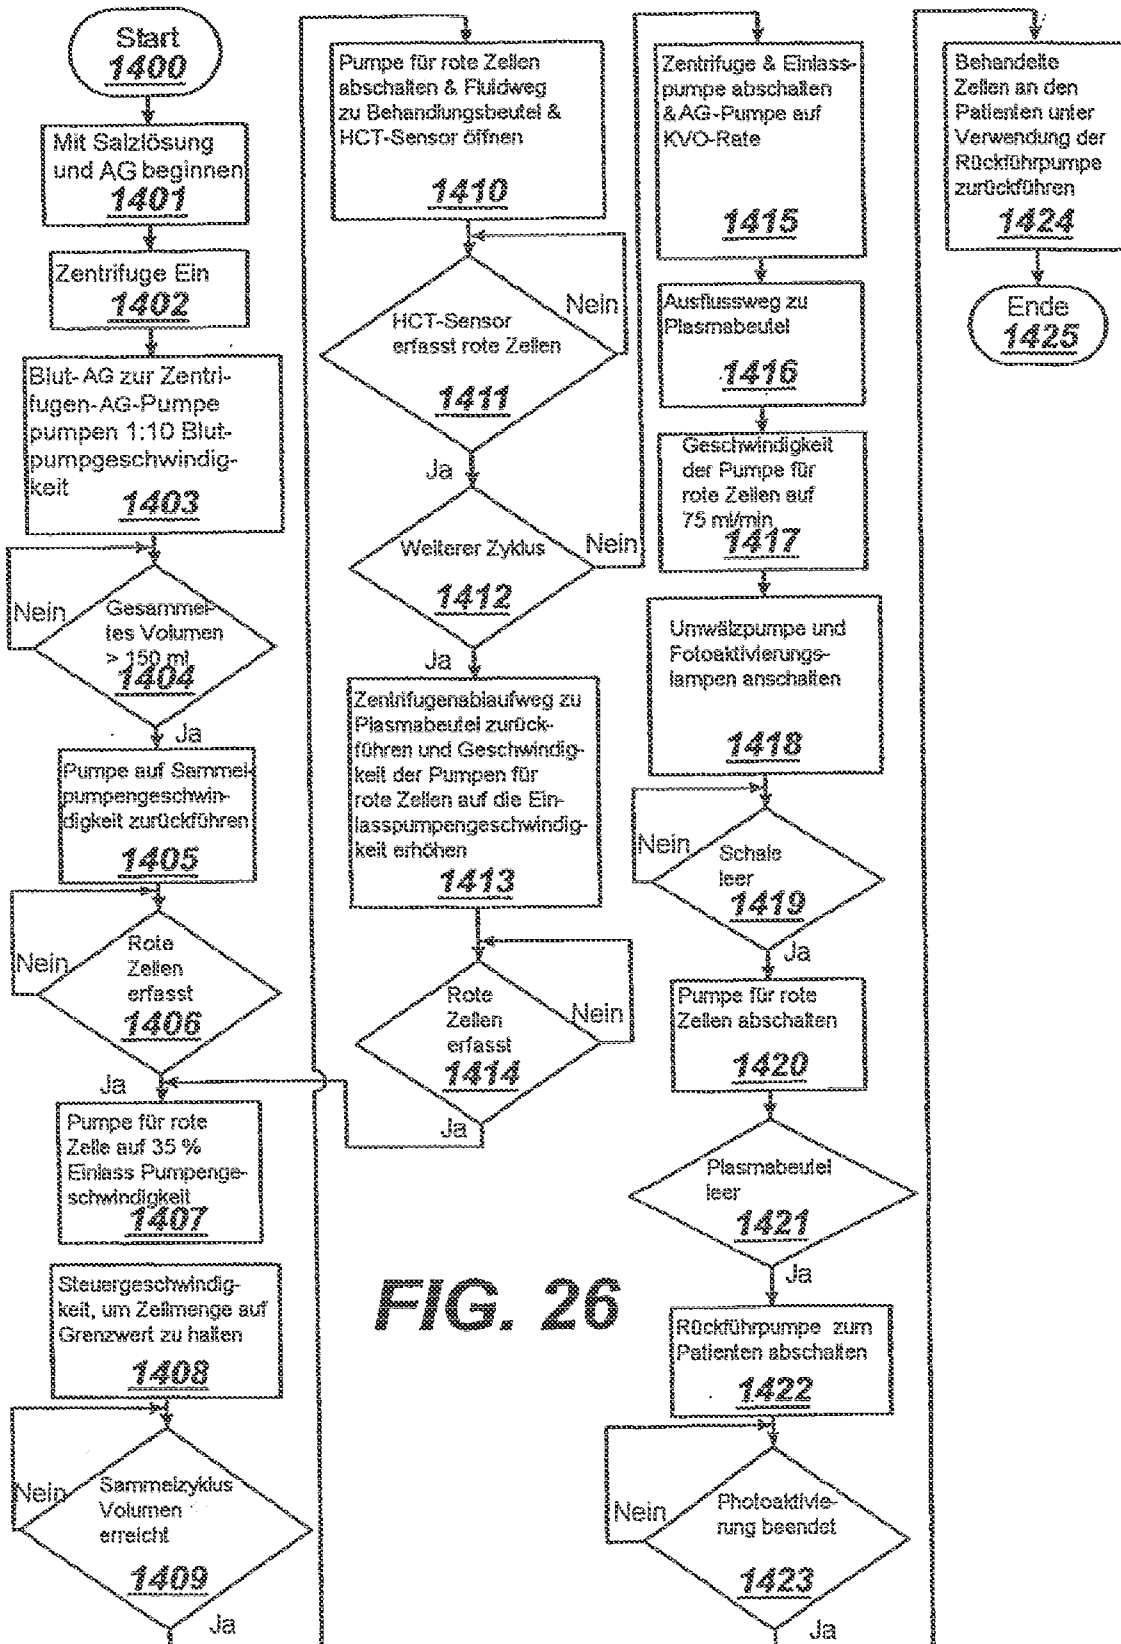 Start
1400
Mit Salzlösung
und AG beginnen
1401
Zentrifuge Ein
1402
Blut-AG zur Zentri-
fugen-AG-Pumpe
pumpen 1:10 Blut-
pumpgeschwindig-
keit
1403
Nein
Gesammel-
tes Volumen
> 150 ml
1404
Ja
Pumpe auf Sammel-
pumpengeschwin-
digkeit zurückführen
1405
Nein
Rote
Zellen
erfasst
1406
Ja
Pumpe für rote
Zelle auf 35 %
Einlass Pumpenge-
schwindigkeit
1407
Steuergeschwindig-
keit, um Zellmenge auf
Grenzwert zu halten
1408
Nein
Sammelzyklus
Volumen
erreicht
1409
Ja
Pumpe für rote Zellen
abschalten & Fluidweg
zu Behandlungsbeutel &
HCT-Sensor öffnen
1410
Nein
HCT-Sensor
erfasst rote Zellen
1411
Ja
Weiterer Zyklus
Nein
1412
Ja
Zentrifugenablaufweg zu
Plasmabeutel zurück-
führen und Geschwindig-
keit der Pumpen für
rote Zellen auf die Ein-
lasspumpengeschwindig-
keit erhöhen
1413
Rote
Zellen
erfasst
Nein
1414
Ja
Zentrifuge & Einlass-
pumpe abschalten
&AG-Pumpe auf
KVO-Rate
1415
Ausflussweg zu
Plasmabeutel
1416
Geschwindigkeit
der Pumpe für
rote Zellen auf
75 ml/min
1417
Umwälzpumpe und
Fotoaktivierungs-
lampen anschalten
1418
Nein
Schale
leer
1419
Ja
Pumpe für rote
Zellen abschalten
1420
Plasmabeutel
leer
1421
Ja
Rückführpumpe zum
Patienten abschalten
1422
Nein
Photoaktivie-
rung beendet
1423
Ja
Behandelte
Zellen an den
Patienten unter
Verwendung der
Rückführpumpe
zurückführen
1424
Ende
1425
FIG. 26